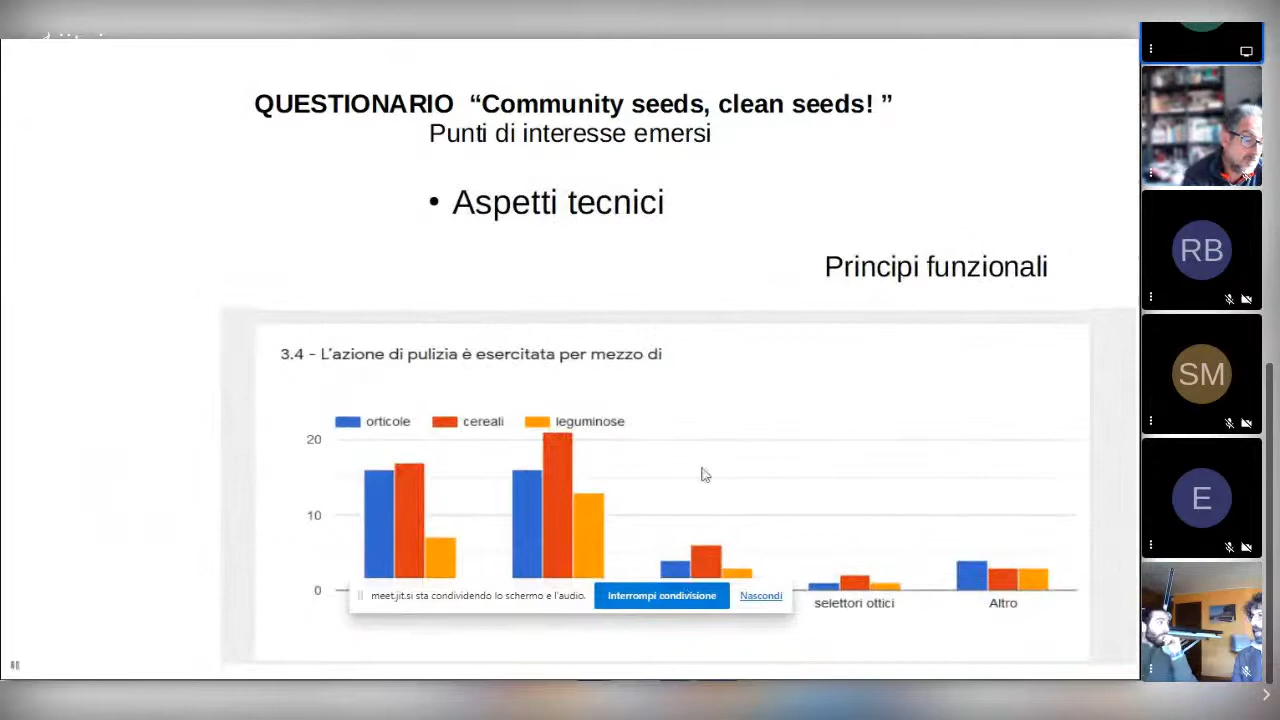 QUESTIONARIO “Community seeds, clean seeds! ”
Punti di interesse emersi
• Aspetti tecnici
Principi funzionali
3.4 - L’azione di pulizia è esercitata per mezzo di
orticole
cereali
leguminose
20
10
0
selettori ottici
Altro
meet.jit.si sta condividendo lo schermo e l'audio.
Interrompi condivisione
Nascondi
RB
SM
E